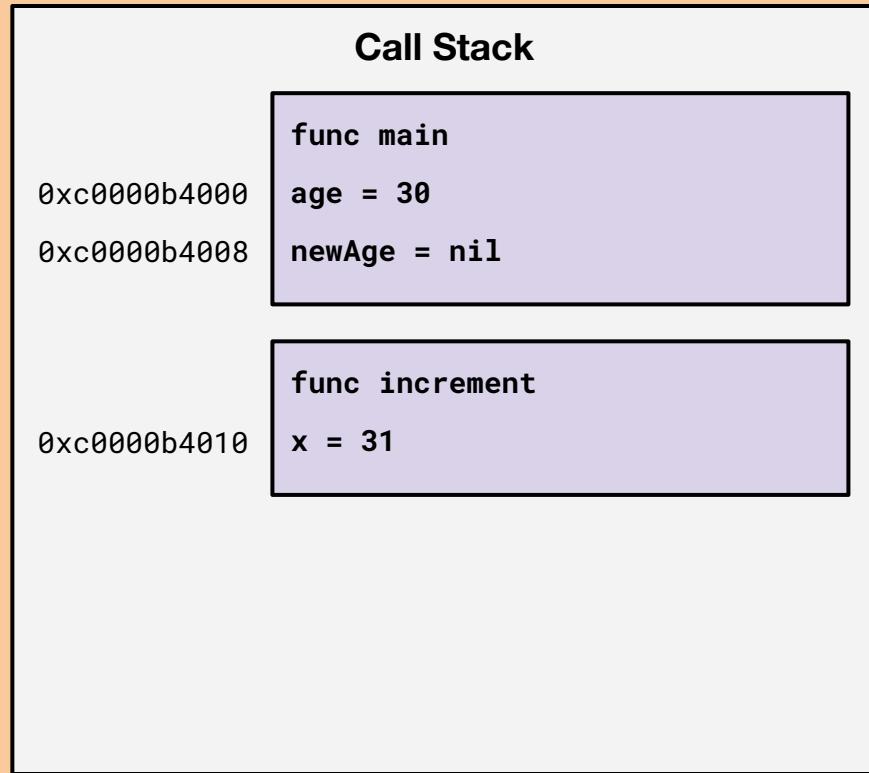 Call Stack
func main
0xc0000b4000 age = 30
0xc0000b4008 newAge = nil
func increment
0xc0000b4010 x = 31